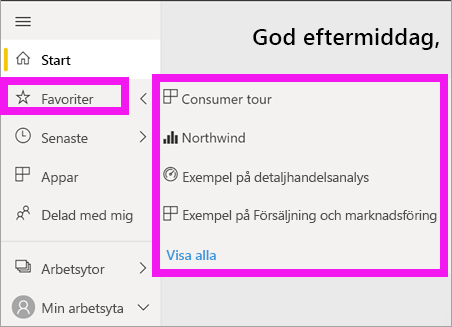 God eftermiddag,
Start
Favoriter
Senaste
Appar
Delad med mig
Arbetsytor
Min arbetsyta
Consumer tour
Northwind
Exempel på detaljhandelsanalys
Exempel på Försäljning och marknadsföring
Visa alla